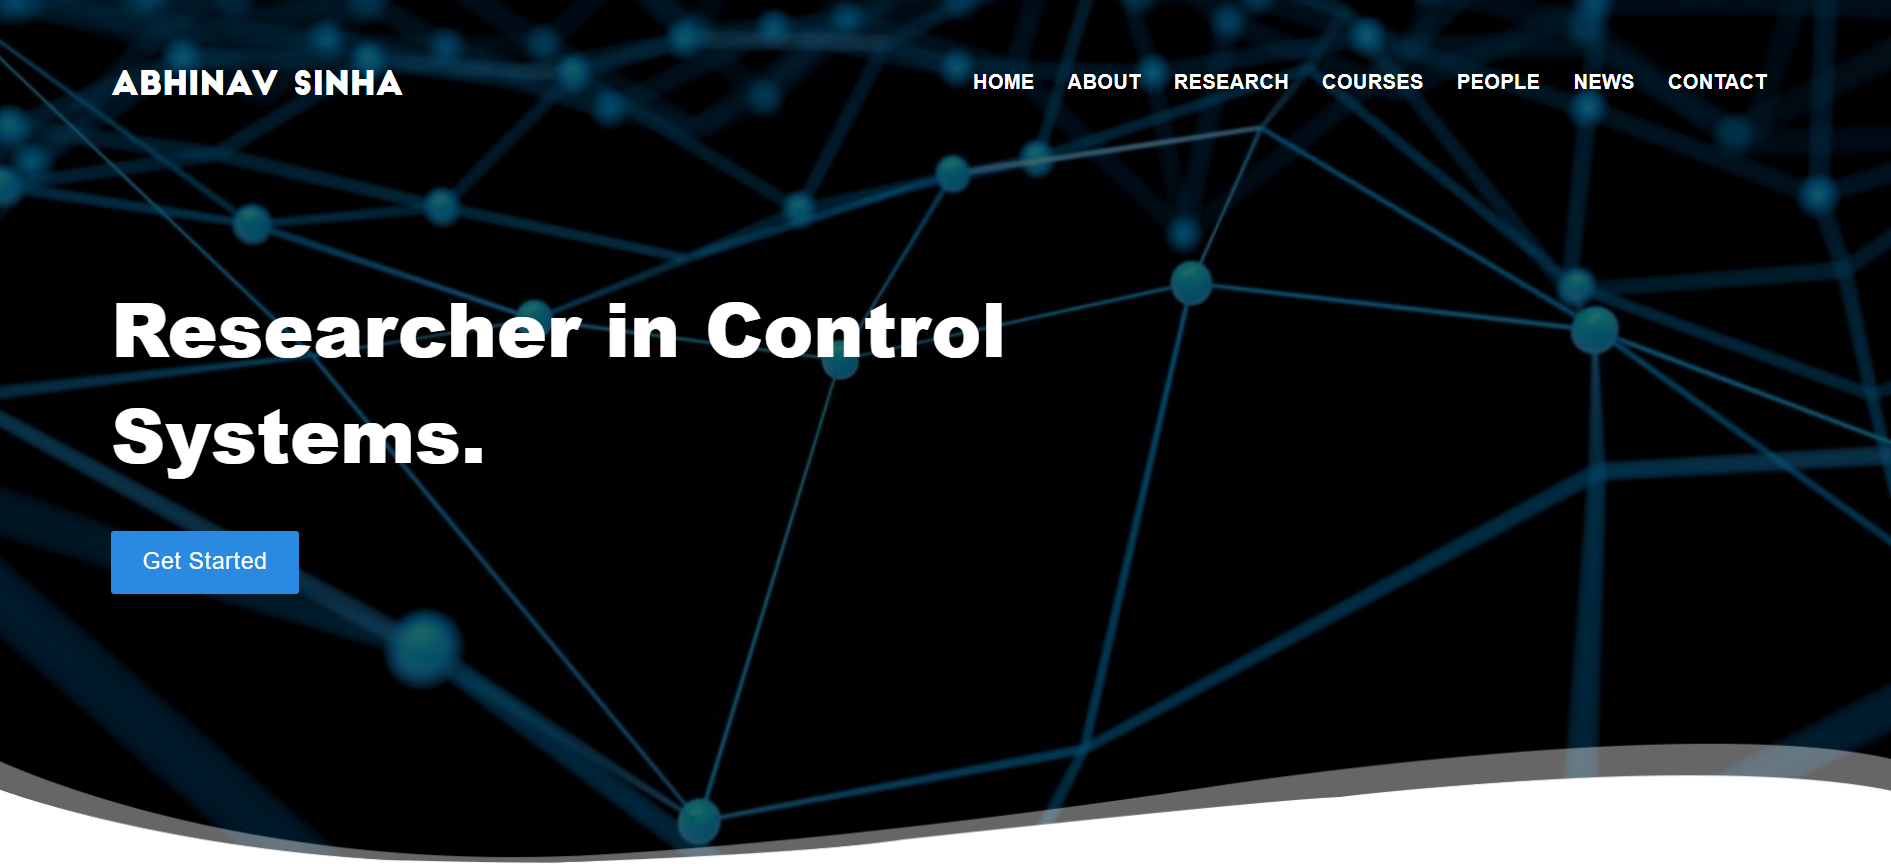 ABHINAV SINHA
HOME ABOUT RESEARCH COURSES PEOPLE NEWS CONTACT
Researcher in Control
Systems.
Get Started